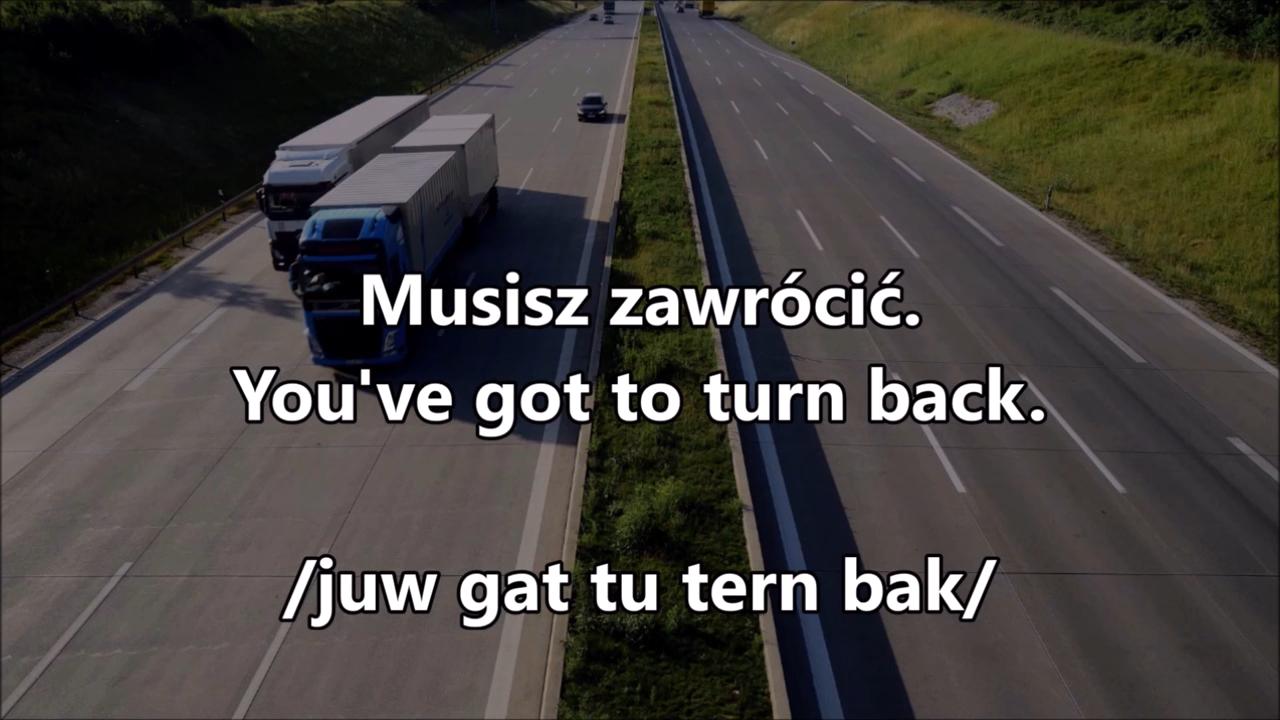 Musisz zawrócić.
You've got to turn back.
/juw gat tu tern bak/